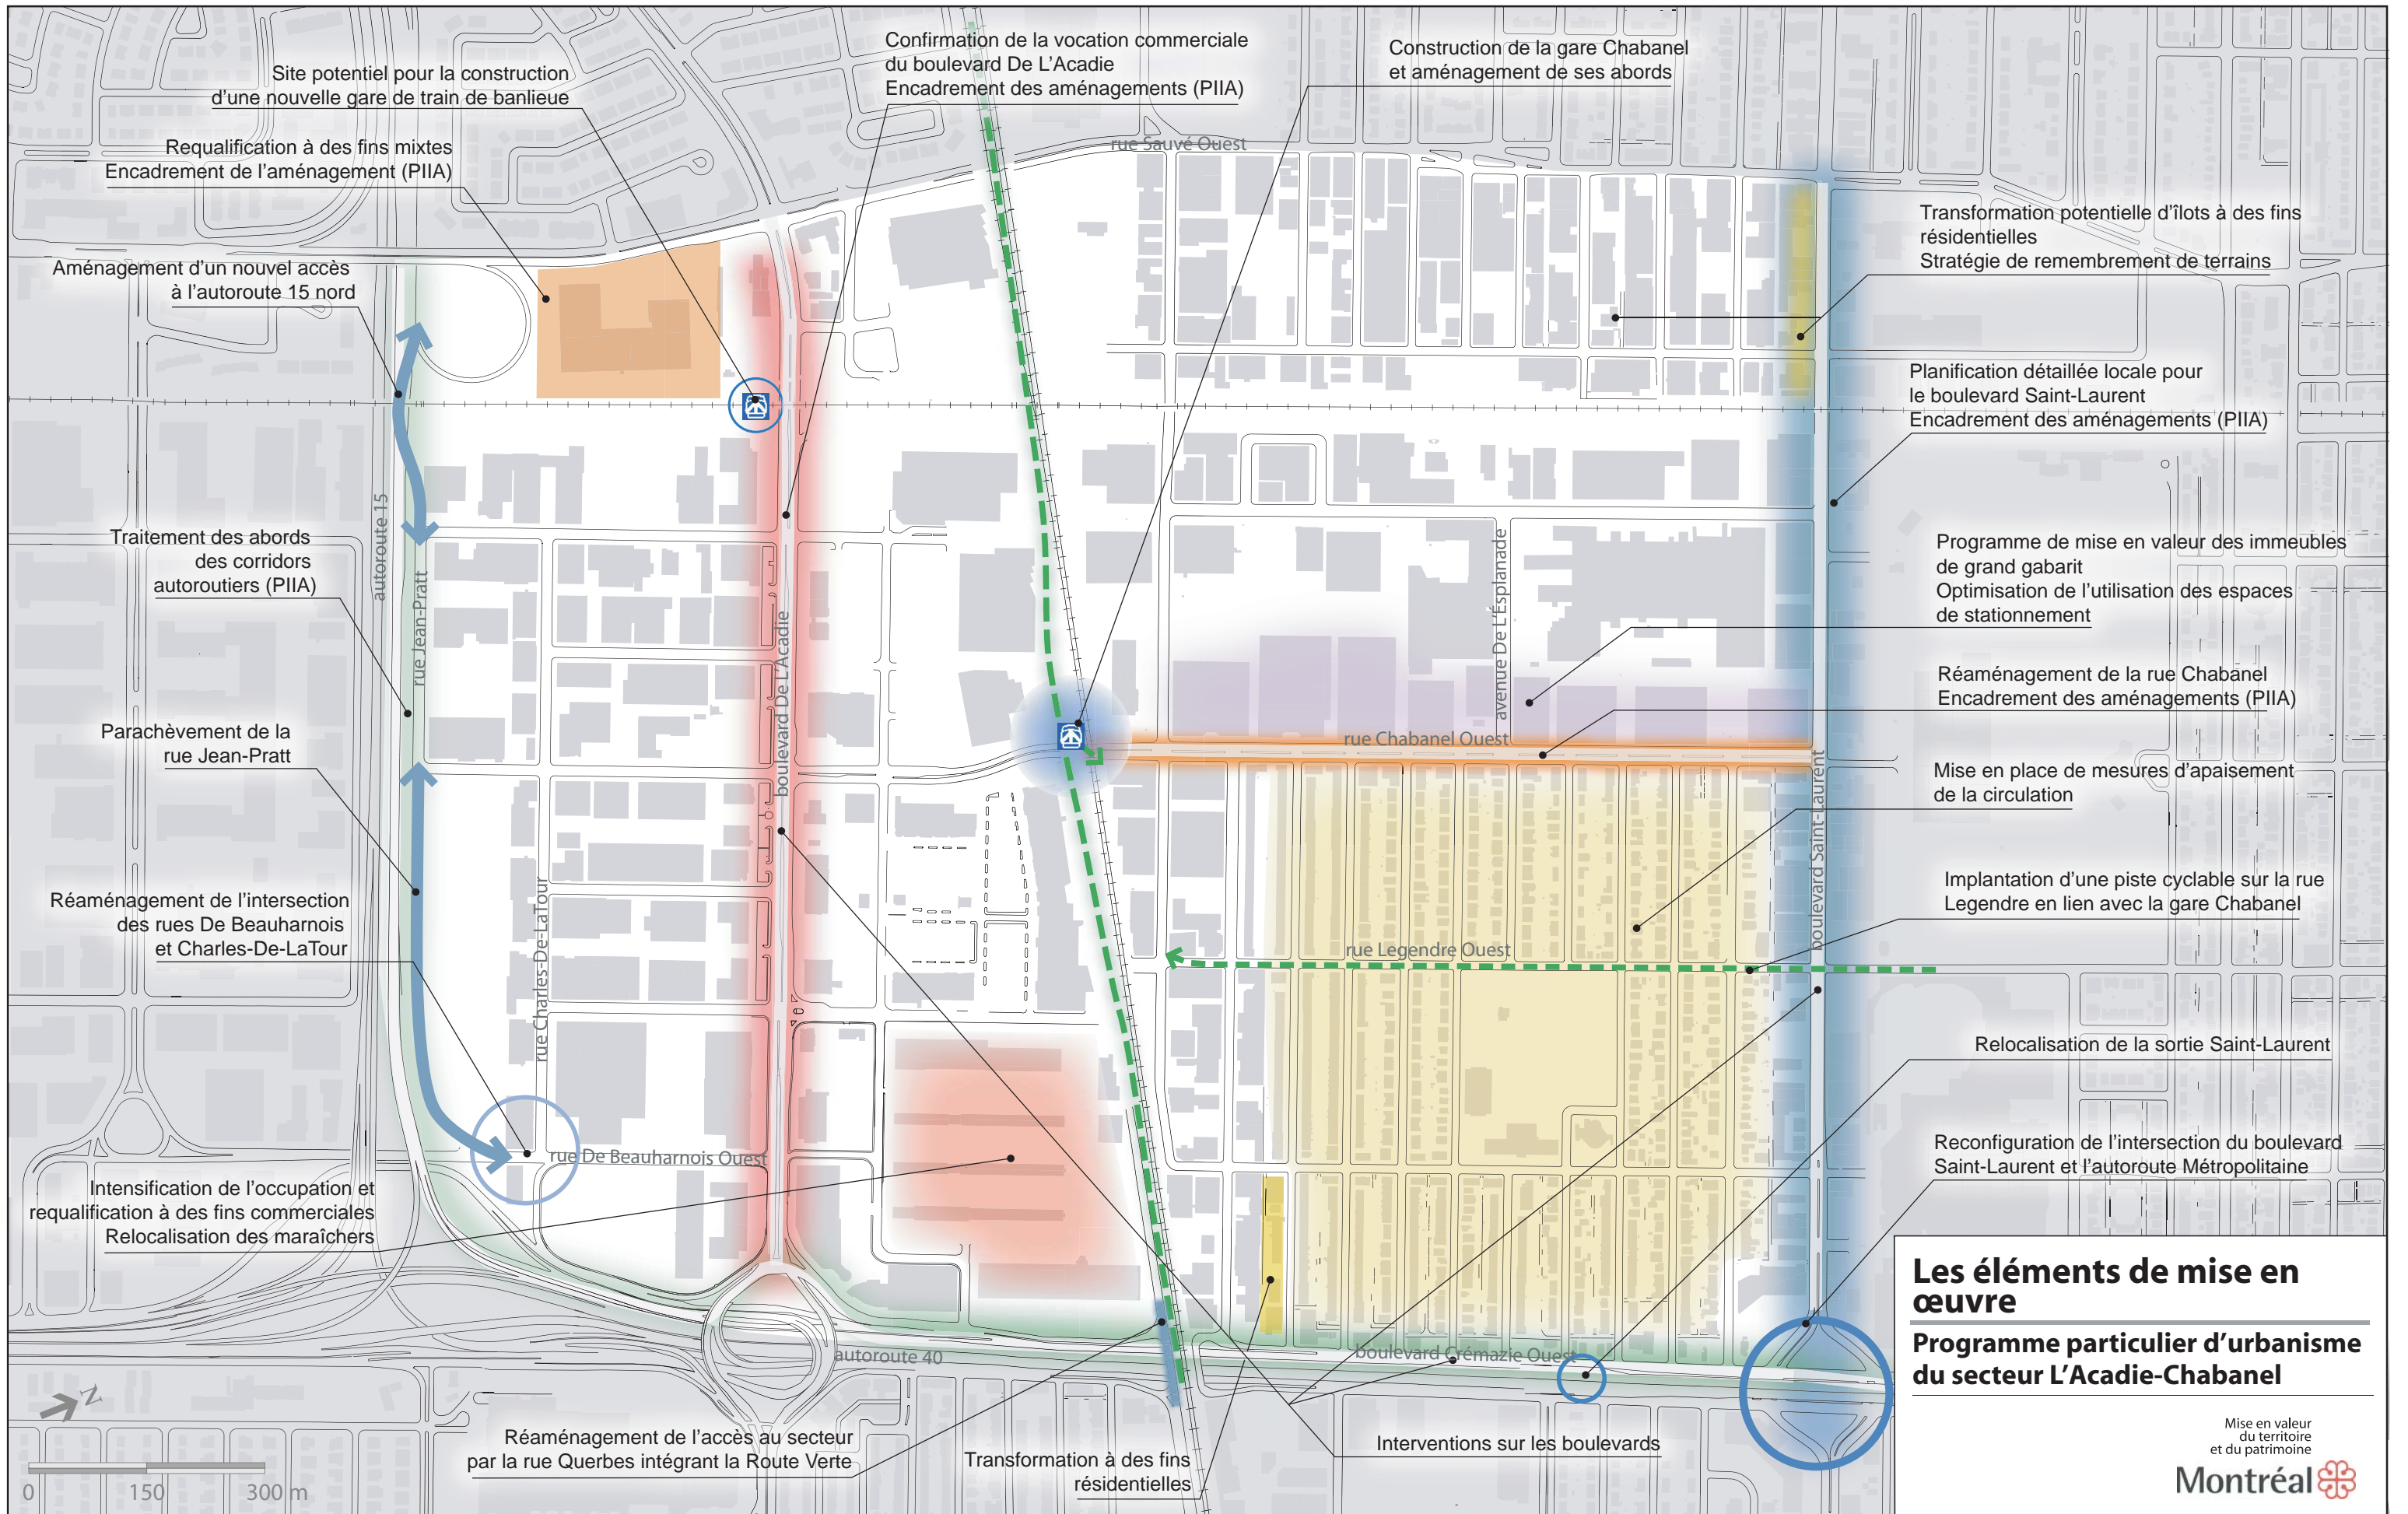 Confirmation de la vocation commerciale
du boulevard De L'Acadie
Encadrement des aménagements (PIIA)
Construction de la gare Chabanel
et aménagement de ses abords
Site potentiel pour la construction
d'une nouvelle gare de train de banlieue
Requalification à des fins mixtes
Encadrement de l'aménagement (PIIA)
rue Sauvé Ouest
Transformation potentielle d'îlots à des fins
résidentielles
Stratégie de remembrement de terrains
Aménagement d'un nouvel accès
à l'autoroute 15 nord
Planification détaillée locale pour
le boulevard Saint-Laurent
Encadrement des aménagements (PIIA)
autoroute 15
Traitement des abords
des corridors
autoroutiers (PIIA)
rue Jean-Pratt
boulevard De L'Acadie
avenue De L'Esplanade
Programme de mise en valeur des immeubles
de grand gabarit
Optimisation de l'utilisation des espaces
de stationnement
Réaménagement de la rue Chabanel
Encadrement des aménagements (PIIA)
Parachèvement de la
rue Jean-Pratt
rue Chabanel Ouest
boulevard Saint-Laurent
Mise en place de mesures d'apaisement
de la circulation
Réaménagement de l'intersection
des rues De Beauharnois
et Charles-De-LaTour
rue Charles-De-LaTour
Implantation d'une piste cyclable sur la rue
Legendre en lien avec la gare Chabanel
rue Legendre Ouest
Relocalisation de la sortie Saint-Laurent
rue De Beauharnois Ouest
Reconfiguration de l'intersection du boulevard
Saint-Laurent et l'autoroute Métropolitaine
Intensification de l'occupation et
requalification à des fins commerciales
Relocalisation des maraîchers
autoroute 40
boulevard Crémazie Ouest
N
Réaménagement de l'accès au secteur
par la rue Querbes intégrant la Route Verte
Transformation à des fins
résidentielles
Interventions sur les boulevards
0 150 300 m
Les éléments de mise en
œuvre
Programme particulier d'urbanisme
du secteur L'Acadie-Chabanel
Mise en valeur
du territoire
et du patrimoine
Montréal